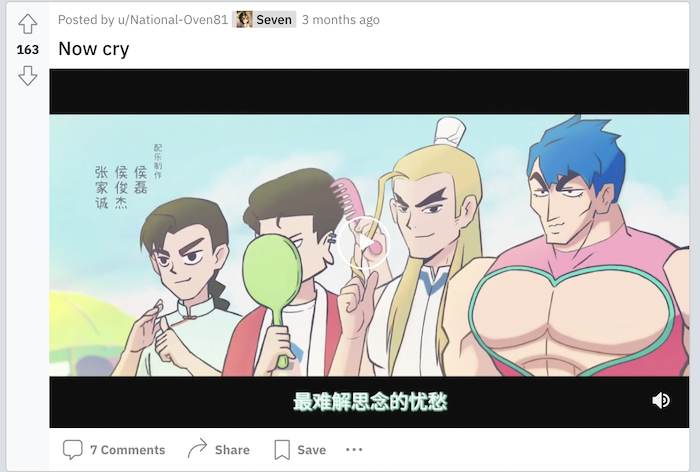 Posted by u/National-Oven81 Seven 3 months ago
163
Now cry
配乐制作
侯磊
侯俊杰
张家诚
最难解思念的忧愁
7 Comments Share Save